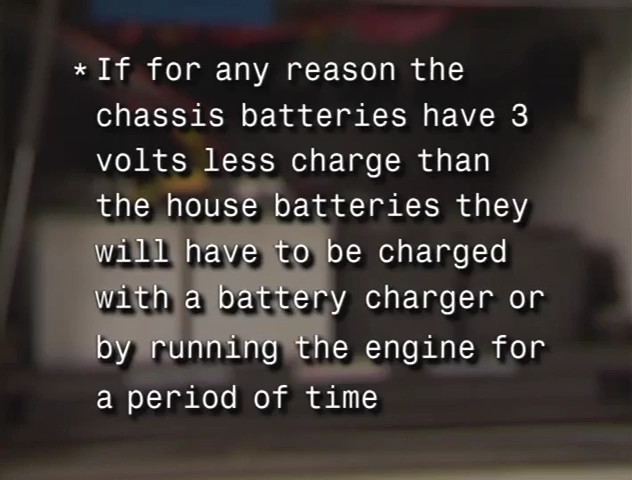 * If for any reason the
chassis batteries have 3
volts less charge than
the house batteries they
will have to be charged
with a battery charger or
by running the engine for
a period of time